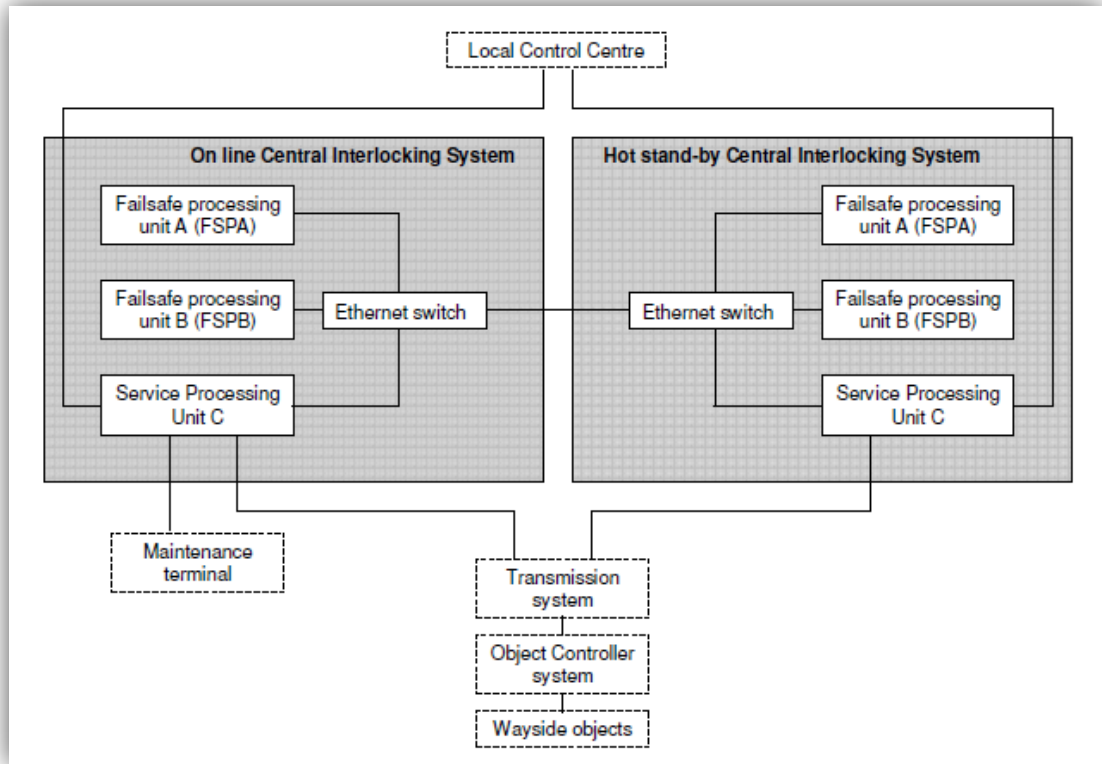 Local Control Centre
On line Central Interlocking System
Hot stand-by Central Interlocking System
Failsafe processing
unit A (FSPA)
Failsafe processing
unit A (FSPA)
Failsafe processing
unit B (FSPB)
Ethernet switch
Ethernet switch
Failsafe processing
unit B (FSPB)
Service Processing
Unit C
Service Processing
Unit C
Maintenance
terminal
Transmission
system
Object Controller
system
Wayside objects